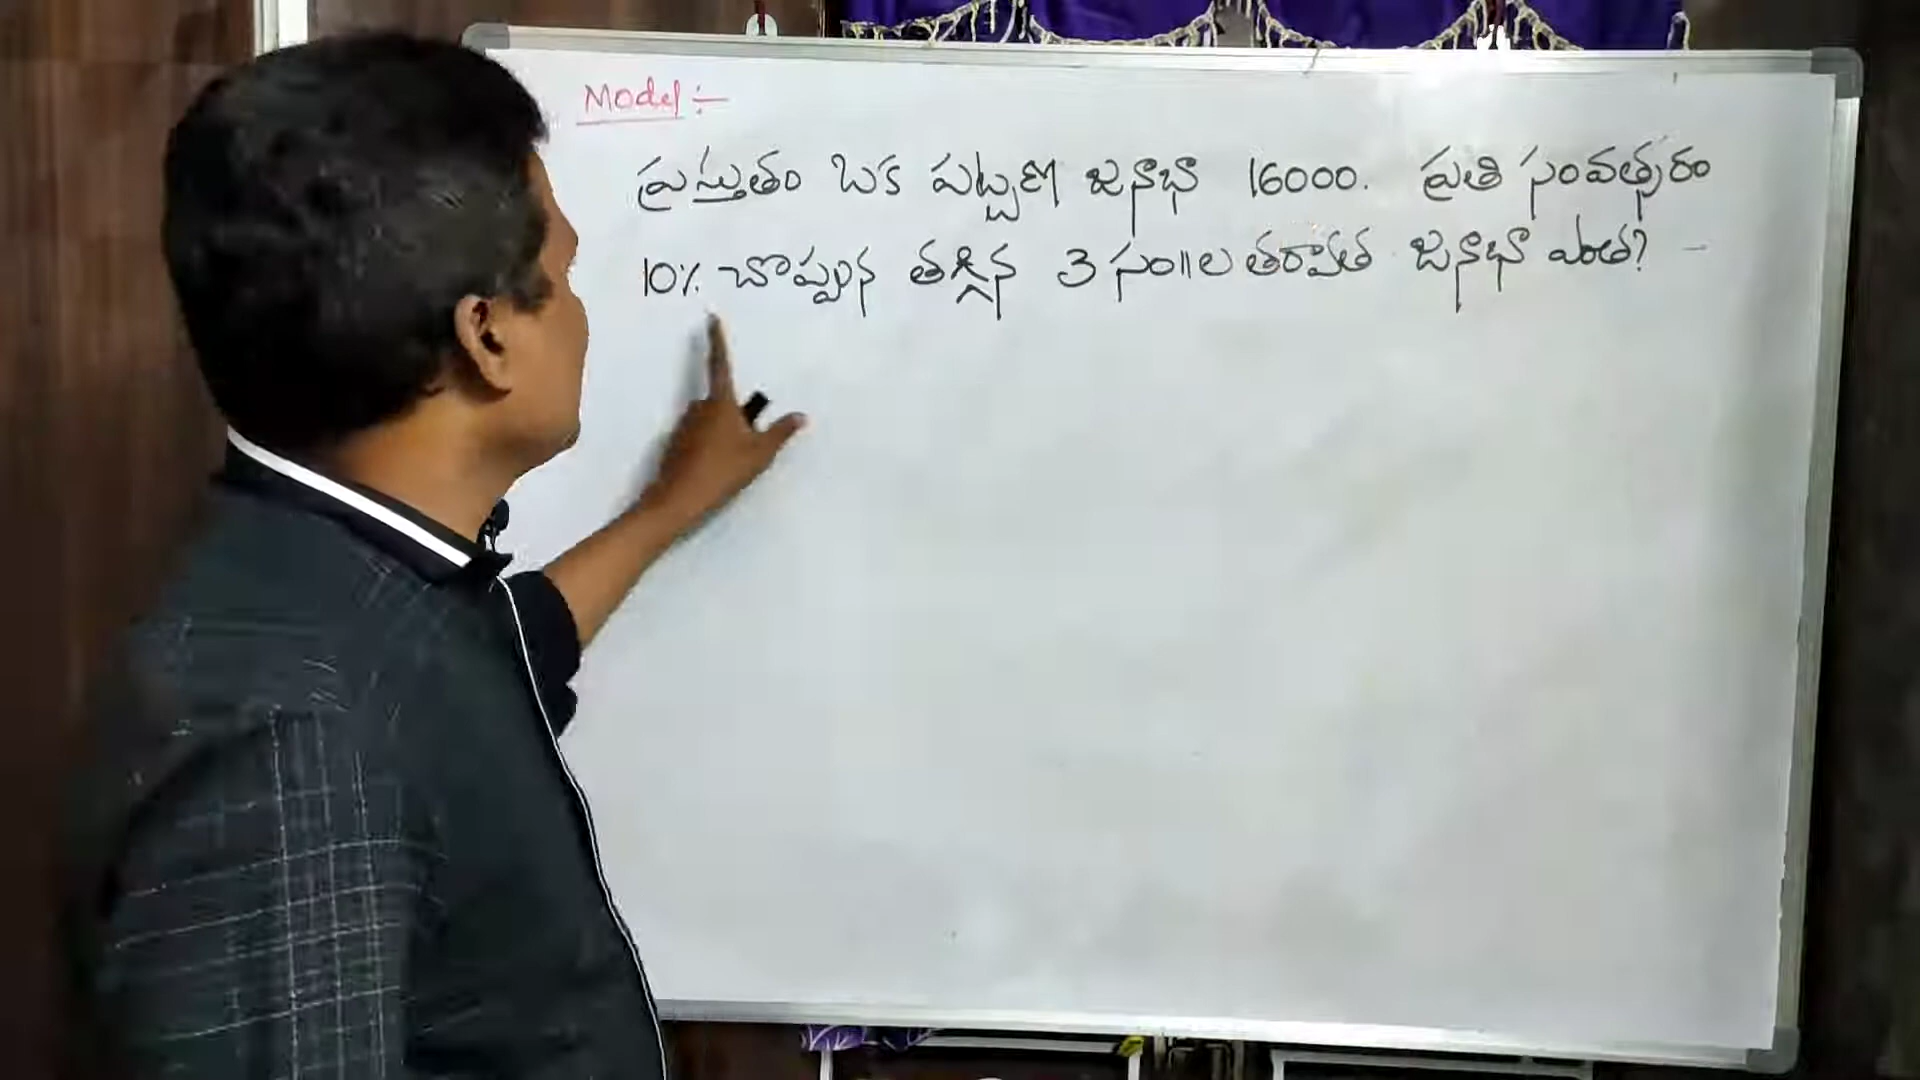 Model :-
ప్రస్తుతం ఒక పట్టణ జనాభా 16000. ప్రతి సంవత్సరం
10% చొప్పున తగ్గిన 3 సం॥ల తర్వాత జనాభా ఎంత?